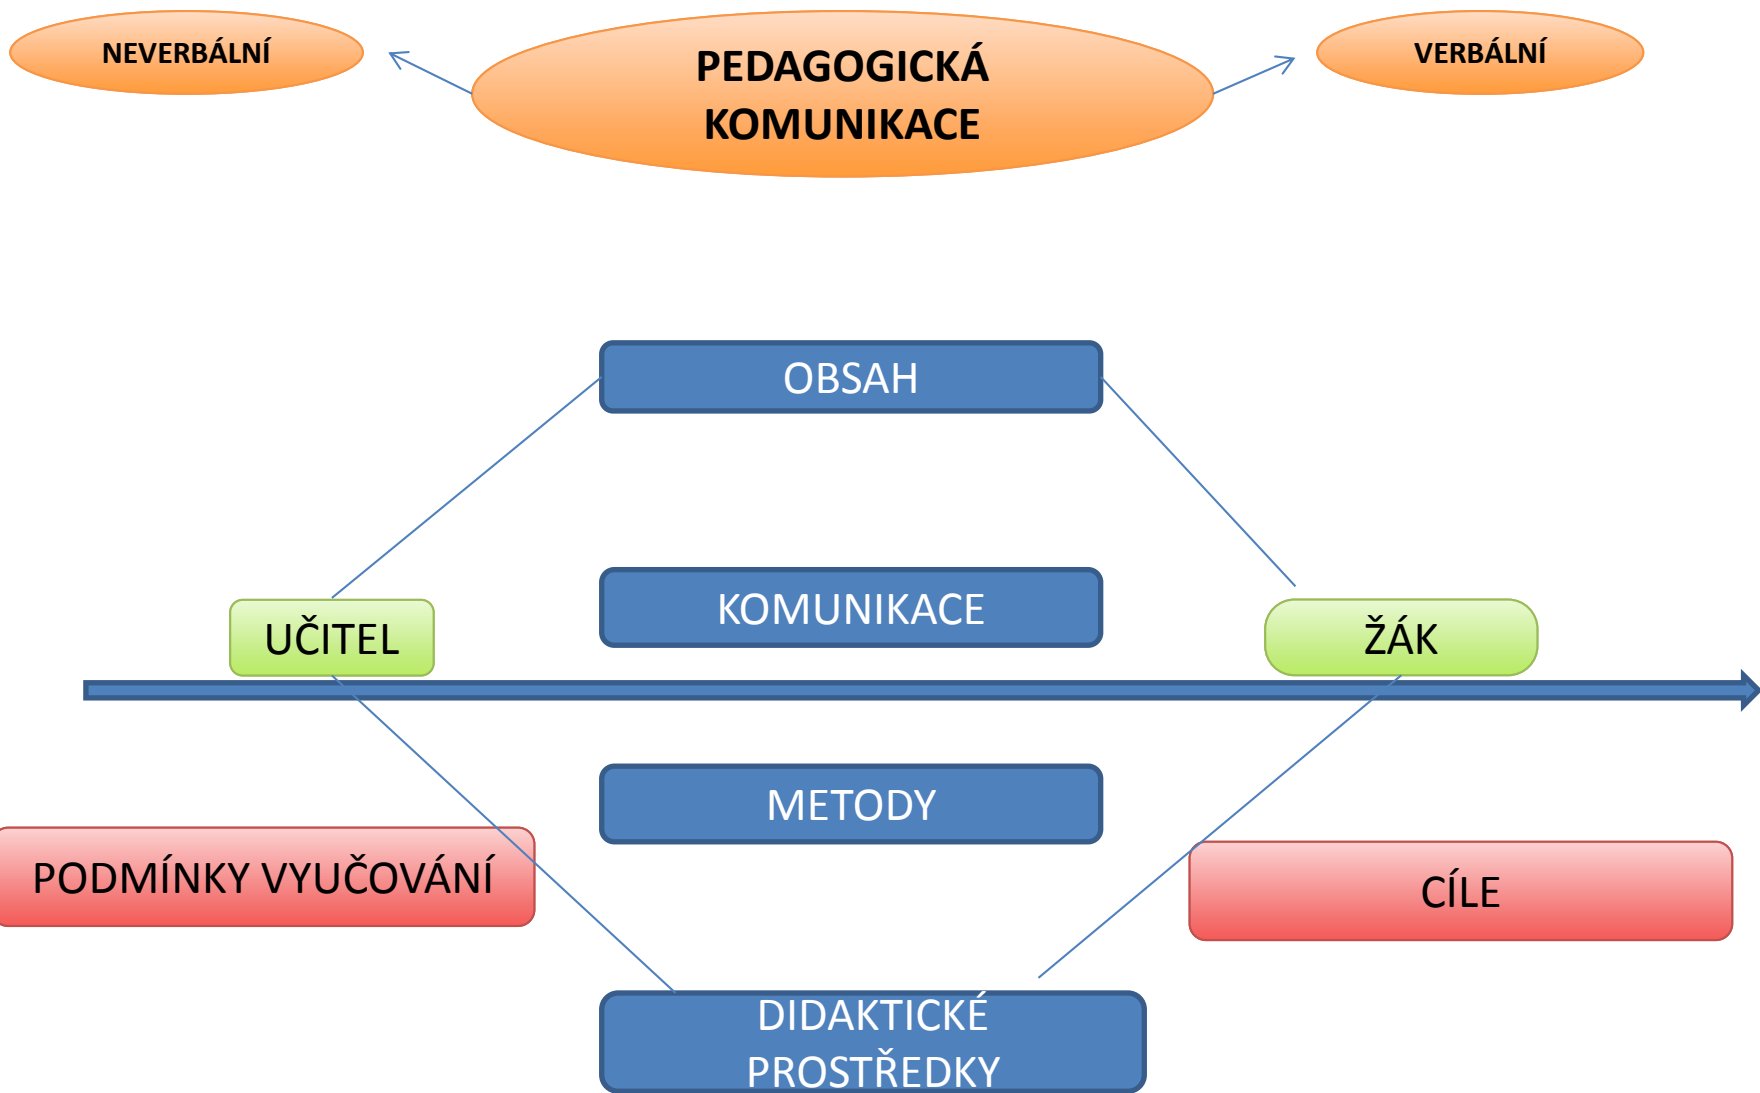 NEVERBÁLNÍ
PEDAGOGICKÁ
KOMUNIKACE
VERBÁLNÍ
OBSAH
KOMUNIKACE
UČITEL
ŽÁK
METODY
PODMÍNKY VYUČOVÁNÍ
CÍLE
DIDAKTICKÉ
PROSTŘEDKY